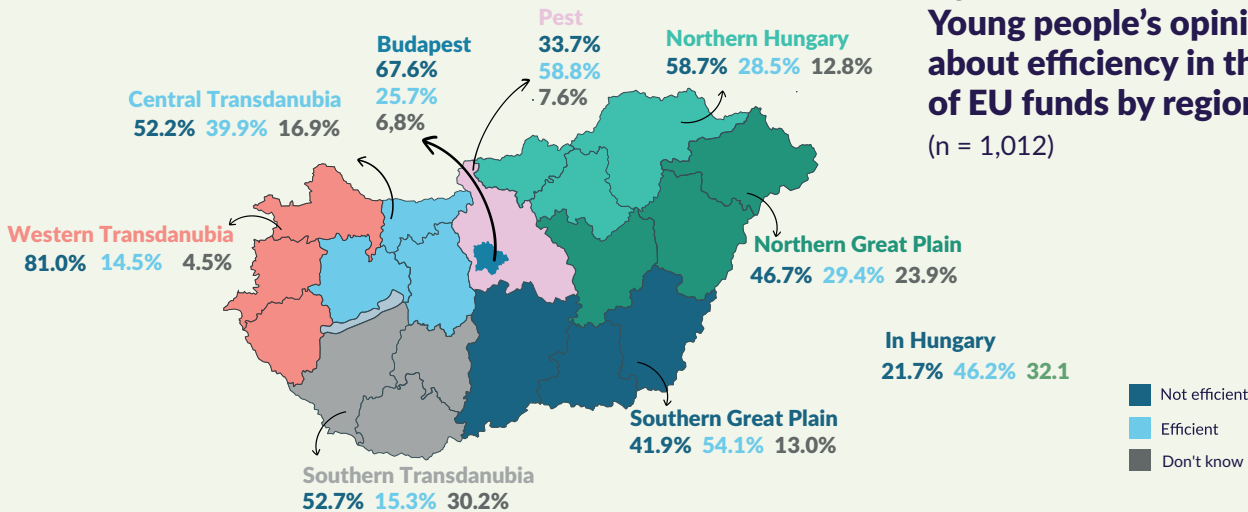 Young people's
about efficiency in
of EU funds by
(n = 1,012)
Pest
33.7%
58.8%
7.6%
Budapest
67.6%
25.7%
6,8%
Northern Hungary
58.7% 28.5% 12.8%
Central Transdanubia
52.2% 39.9% 16.9%
Western Transdanubia
81.0% 14.5% 4.5%
Northern Great Plain
46.7% 29.4% 23.9%
In Hungary
21.7% 46.2% 32.1
Southern Great Plain
41.9% 54.1% 13.0%
Southern Transdanubia
52.7% 15.3% 30.2%
Not efficient
Efficient
Don't know